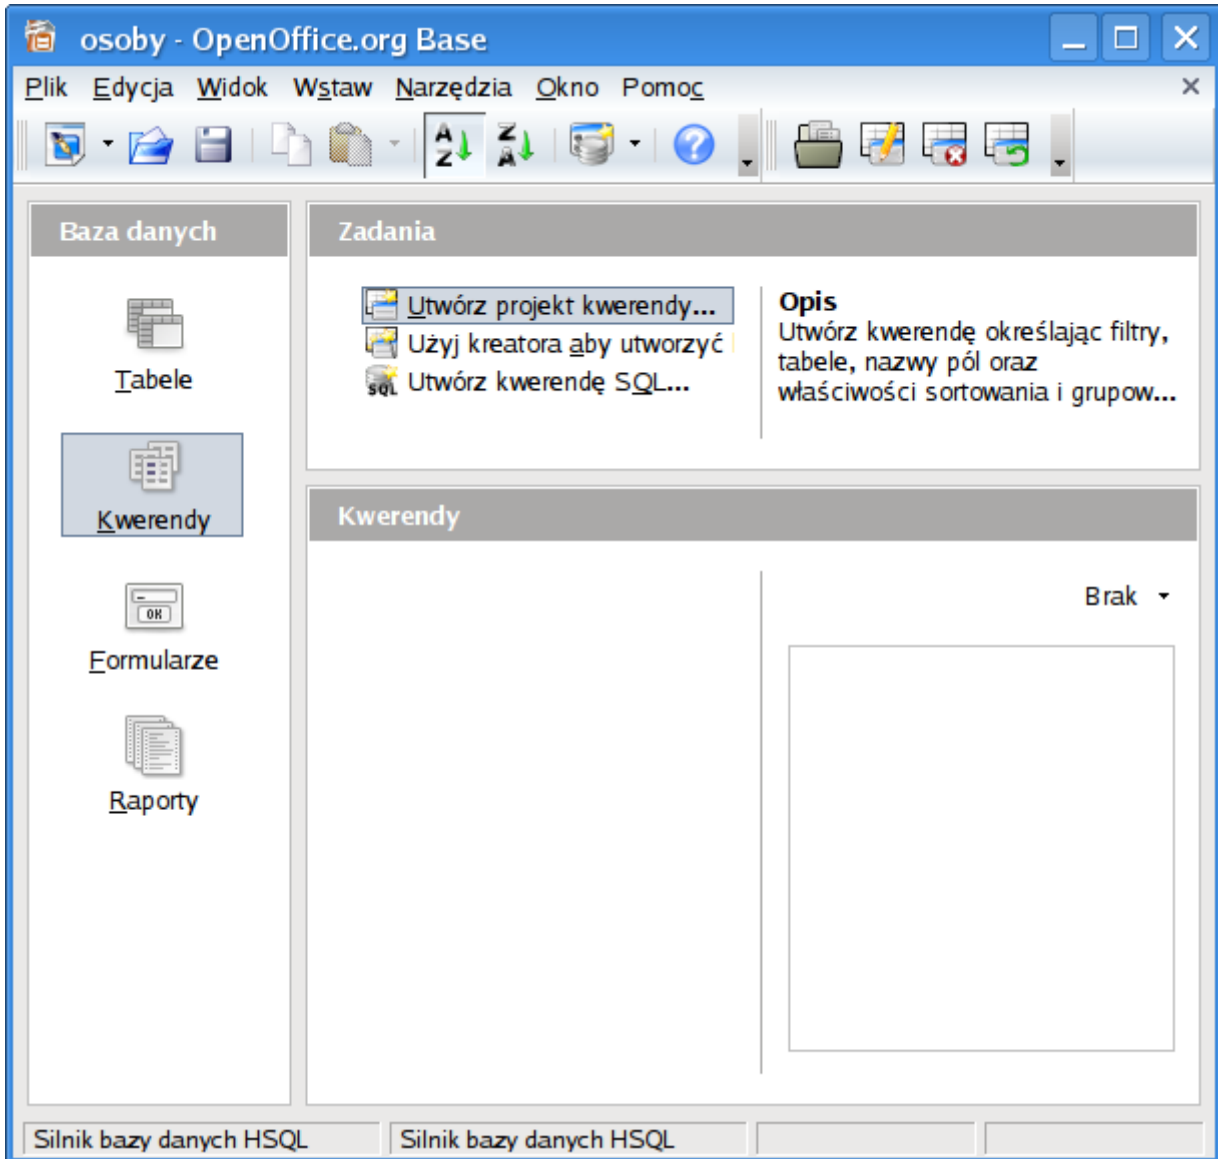 osoby - OpenOffice.org Base
Plik Edycja Widok Wstaw Narzędzia Okno Pomoc
Baza danych
Tabele
Kwerendy
Formularze
Raporty
Zadania
Utwórz projekt kwerendy...
Użyj kreatora aby utworzyć
Utwórz kwerendę SQL...
Opis
Utwórz kwerendę określając filtry,
tabele, nazwy pól oraz
właściwości sortowania i grupow...
Kwerendy
Brak
Silnik bazy danych HSQL Silnik bazy danych HSQL